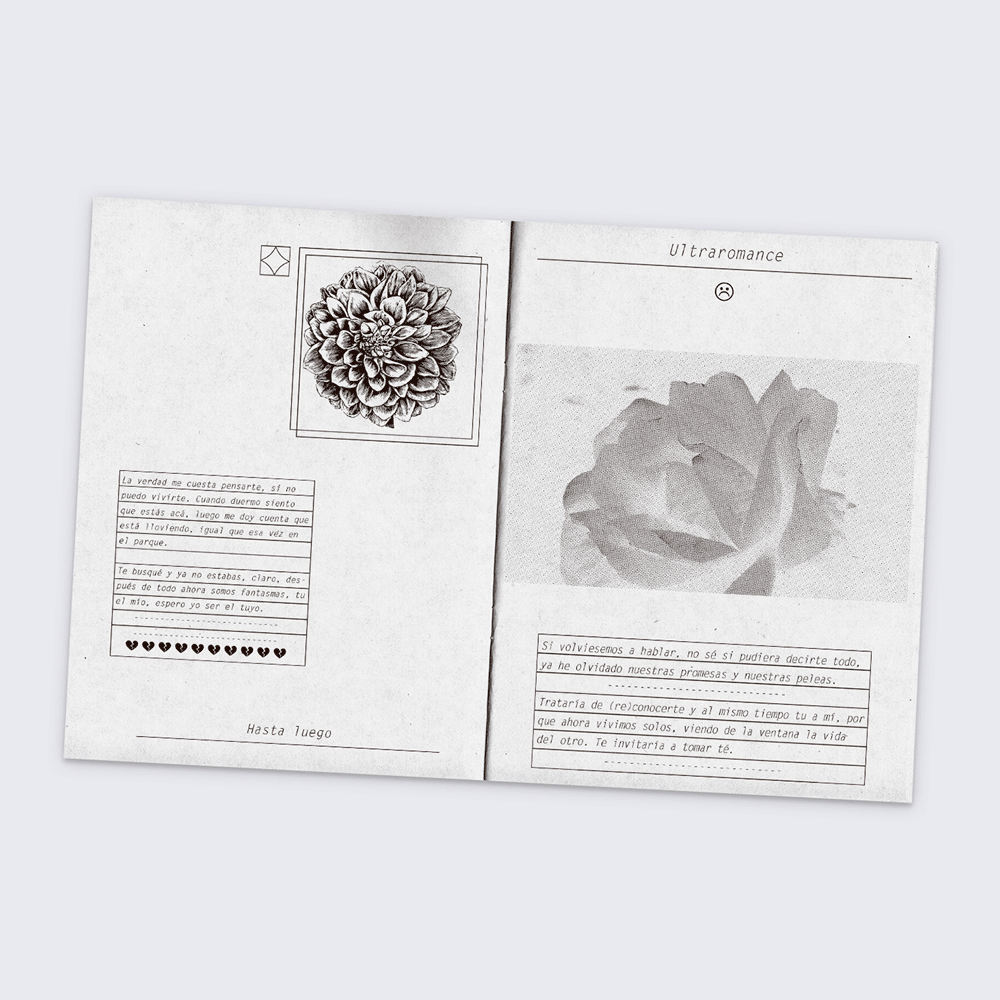 La verdad me cuesta pensarte, si no
puedo vivirte. Cuando duermo siento
que estás acá, luego me doy cuenta que
está lloviendo, igual que esa vez en
el parque.
Te busqué y ya no estabas, claro, des-
pués de todo ahora somos fantasmas, tu
el mío, espero yo ser el tuyo.
Hasta luego
Ultraromance
Si volviesemos a hablar, no sé si pudiera decirte todo,
ya he olvidado nuestras promesas y nuestras peleas.
Trataría de (re)conocerte y al mismo tiempo tu a mí, por
que ahora vivimos solos, viendo de la ventana la vida
del otro. Te invitaría a tomar té.